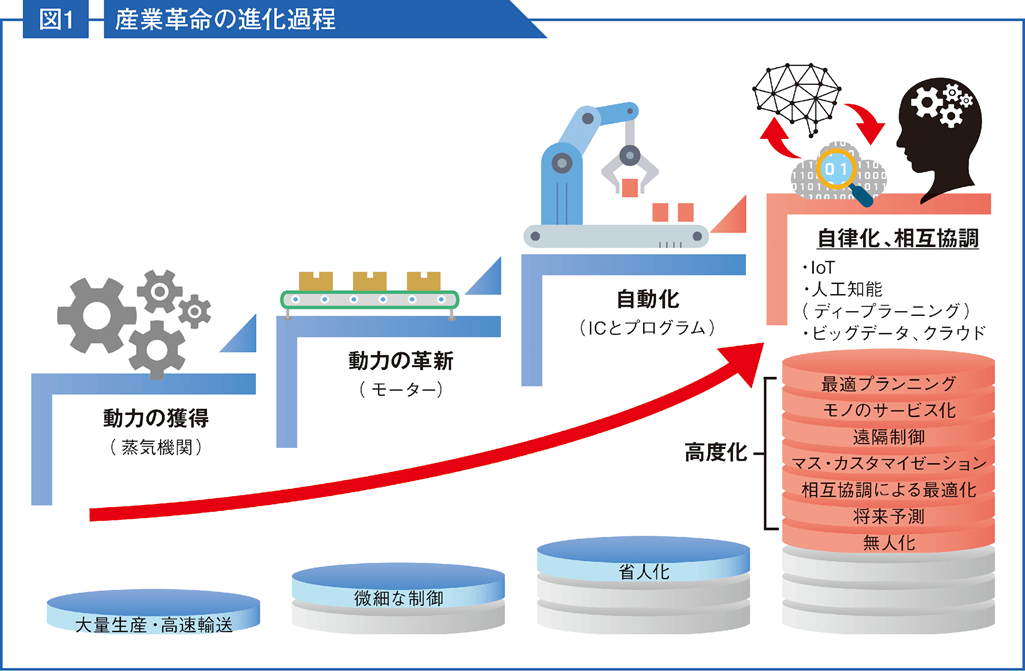 図1 産業革命の進化過程
動力の獲得
（蒸気機関）
動力の革新
（モーター）
自動化
（ICとプログラム）
01
自律化、相互協調
・IoT
・人工知能
（ディープラーニング）
・ビッグデータ、クラウド
高度化
最適プランニング
モノのサービス化
遠隔制御
マス・カスタマイゼーション
相互協調による最適化
将来予測
無人化
省人化
微細な制御
大量生産・高速輸送